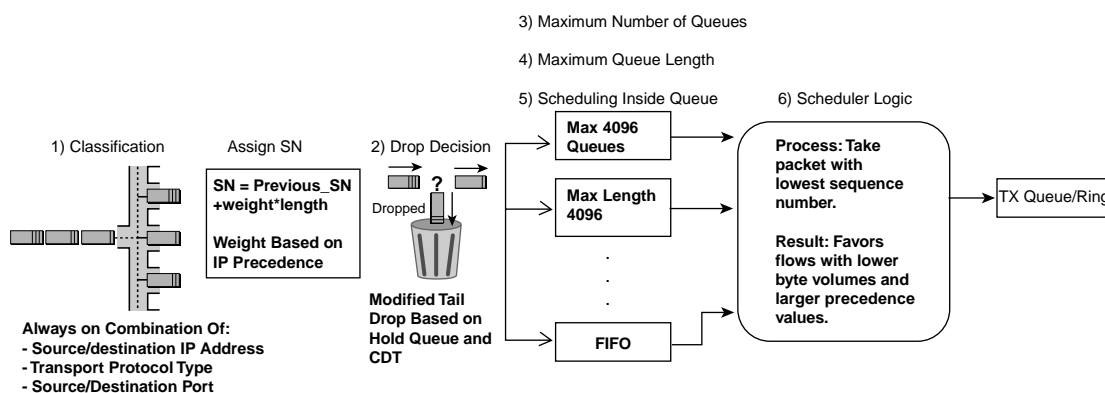 3) Maximum Number of Queues
4) Maximum Queue Length
5) Scheduling Inside Queue
6) Scheduler Logic
1) Classification
Assign SN
2) Drop Decision
SN = Previous_SN
+weight*length
Weight Based on
IP Precedence
?
Dropped
Modified Tail
Drop Based on
Hold Queue and
CDT
Always on Combination Of:
- Source/destination IP Address
- Transport Protocol Type
- Source/Destination Port
Max 4096
Queues
Max Length
4096
.
.
.
FIFO
Process: Take
packet with
lowest sequence
number.
Result: Favors
flows with lower
byte volumes and
larger precedence
values.
TX Queue/Ring